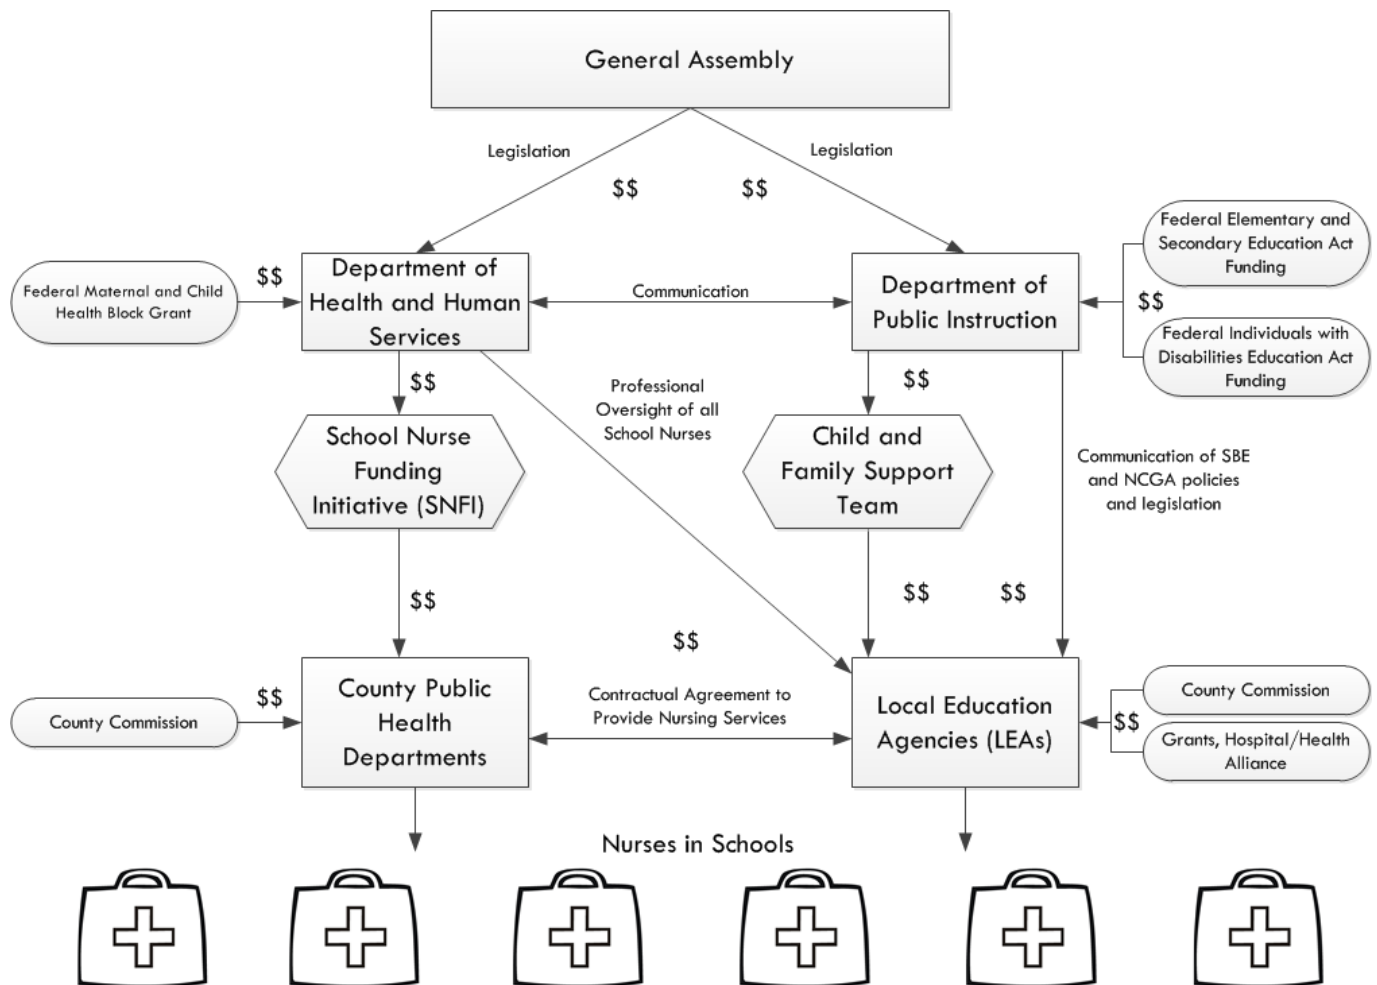 General Assembly
Legislation
Legislation
$$
$$
Federal Elementary and
Secondary Education Act
Funding
Federal Maternal and Child
Health Block Grant
$$
Department of
Health and Human
Services
Communication
Department of
Public Instruction
$$
Federal Individuals with
Disabilities Education Act
Funding
$$
Professional
Oversight of all
School Nurses
$$
School Nurse
Funding
Initiative (SNFI)
Child and
Family Support
Team
Communication of SBE
and NCGA policies
and legislation
$$
$$
$$
$$
County Commission
$$
County Public
Health
Departments
Contractual Agreement to
Provide Nursing Services
Local Education
Agencies (LEAs)
$$
County Commission
Grants, Hospital/Health
Alliance
Nurses in Schools